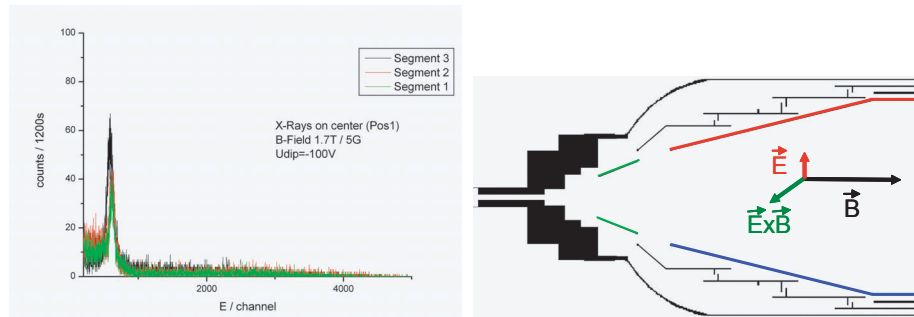 100
80
60
40
20
0
counts / 1200s
Segment 3
Segment 2
Segment 1
X-Rays on center (Pos1)
B-Field 1.7T / 5G
Udip=-100V
2000
4000
E / channel
E
B
ExB